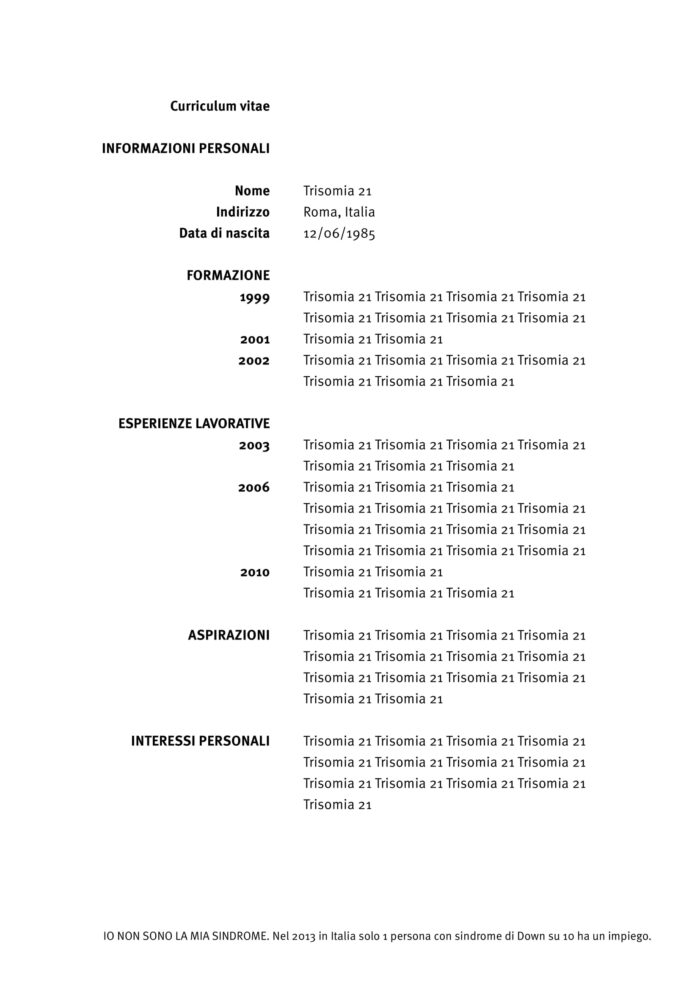 Curriculum vitae
INFORMAZIONI PERSONALI
Nome Trisomia 21
Indirizzo Roma, Italia
Data di nascita 12/06/1985
FORMAZIONE
1999 Trisomia 21 Trisomia 21 Trisomia 21 Trisomia 21
Trisomia 21 Trisomia 21 Trisomia 21 Trisomia 21
2001 Trisomia 21 Trisomia 21
2002 Trisomia 21 Trisomia 21 Trisomia 21 Trisomia 21
Trisomia 21 Trisomia 21 Trisomia 21
ESPERIENZE LAVORATIVE
2003 Trisomia 21 Trisomia 21 Trisomia 21 Trisomia 21
Trisomia 21 Trisomia 21 Trisomia 21
2006 Trisomia 21 Trisomia 21 Trisomia 21
Trisomia 21 Trisomia 21 Trisomia 21 Trisomia 21
Trisomia 21 Trisomia 21 Trisomia 21 Trisomia 21
Trisomia 21 Trisomia 21 Trisomia 21 Trisomia 21
2010 Trisomia 21 Trisomia 21
Trisomia 21 Trisomia 21 Trisomia 21
ASPIRAZIONI Trisomia 21 Trisomia 21 Trisomia 21 Trisomia 21
Trisomia 21 Trisomia 21 Trisomia 21 Trisomia 21
Trisomia 21 Trisomia 21 Trisomia 21 Trisomia 21
Trisomia 21 Trisomia 21
INTERESSI PERSONALI Trisomia 21 Trisomia 21 Trisomia 21 Trisomia 21
Trisomia 21 Trisomia 21 Trisomia 21 Trisomia 21
Trisomia 21 Trisomia 21 Trisomia 21 Trisomia 21
Trisomia 21
IO NON SONO LA MIA SINDROME. Nel 2013 in Italia solo 1 persona con sindrome di Down su 10 ha un impiego.